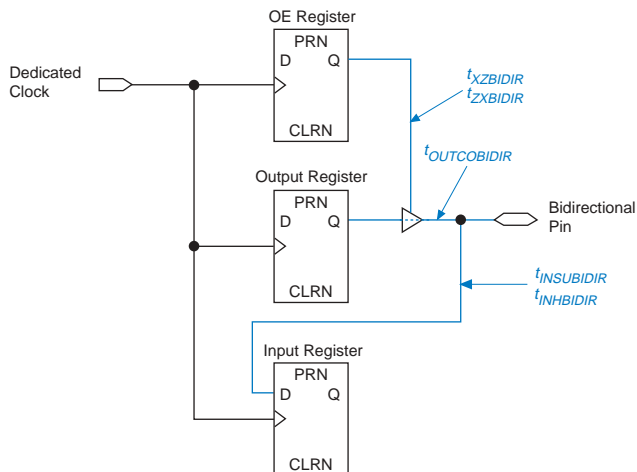 OE Register
PRN
D Q
CLRN
Dedicated
Clock
tXZBIDIR
tZXBIDIR
tOUTCOBIDIR
Output Register
PRN
D Q
CLRN
Bidirectional
Pin
tINSUBIDIR
tINHBIDIR
Input Register
PRN
D Q
CLRN